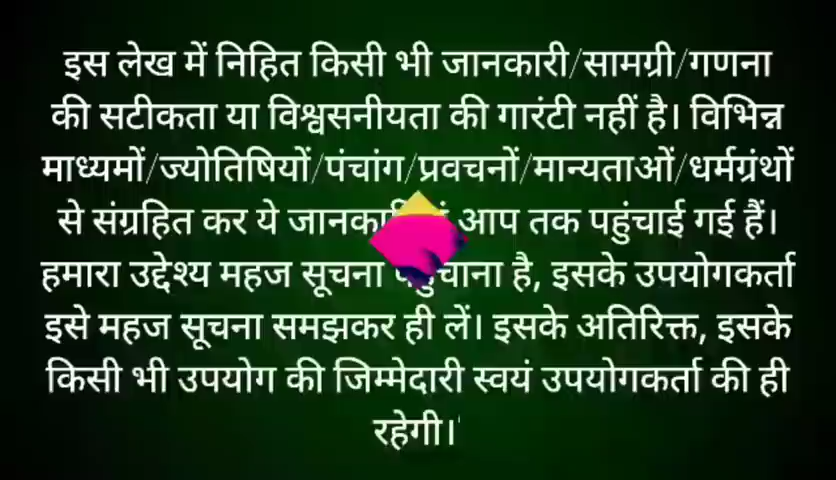 इस लेख में निहित किसी भी जानकारी/सामग्री/गणना
की सटीकता या विश्वसनीयता की गारंटी नहीं है। विभिन्न
माध्यमों/ज्योतिषियों/पंचांग/प्रवचनों/मान्यताओं/धर्मग्रंथों
से संग्रहित कर ये आप तक पहुंचाई गई हैं।
हमारा उद्देश्य महज सूचना है, इसके उपयोगकर्ता
इसे महज सूचना समझकर ही लें। इसके अतिरिक्त, इसके
किसी भी उपयोग की जिम्मेदारी स्वयं उपयोगकर्ता की ही
रहेगी।'